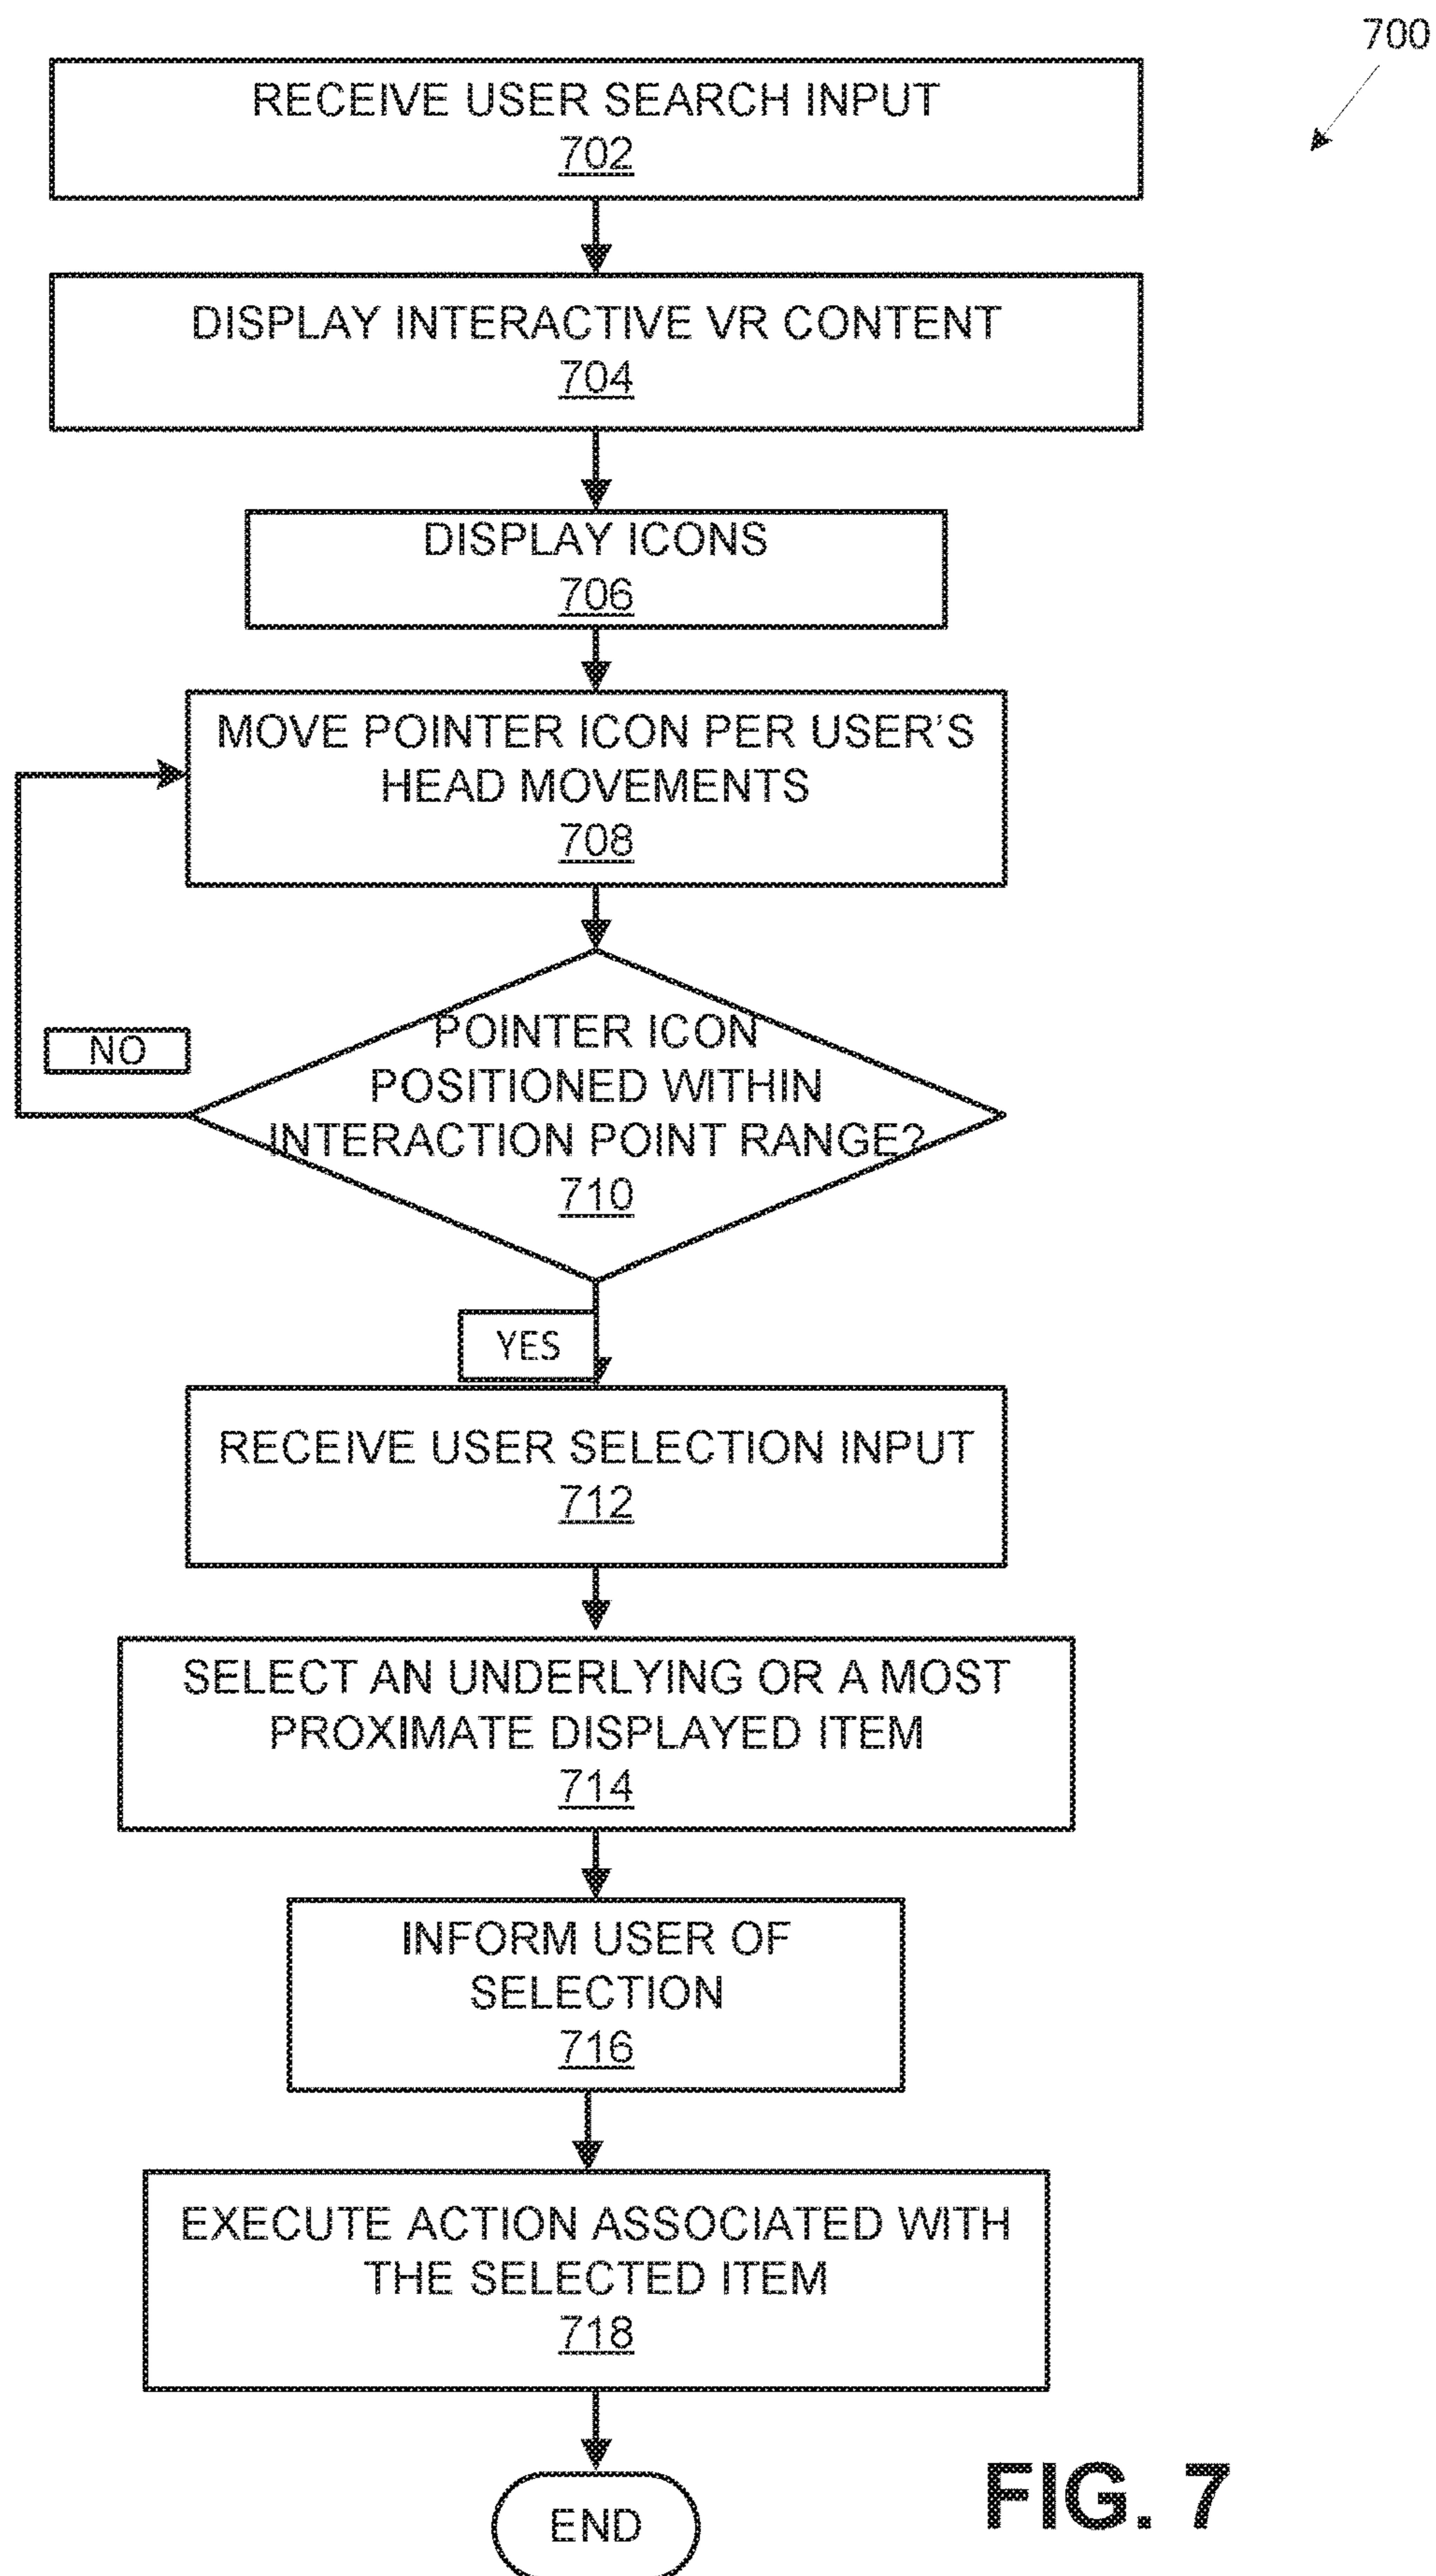 700
RECEIVE USER SEARCH INPUT
702
DISPLAY INTERACTIVE VR CONTENT
704
DISPLAY ICONS
706
MOVE POINTER ICON PER USER'S
HEAD MOVEMENTS
708
POINTER ICON
POSITIONED WITHIN
INTERACTION POINT RANGE?
710
NO
YES
RECEIVE USER SELECTION INPUT
712
SELECT AN UNDERLYING OR A MOST
PROXIMATE DISPLAYED ITEM
714
INFORM USER OF
SELECTION
716
EXECUTE ACTION ASSOCIATED WITH
THE SELECTED ITEM
718
END
FIG. 7